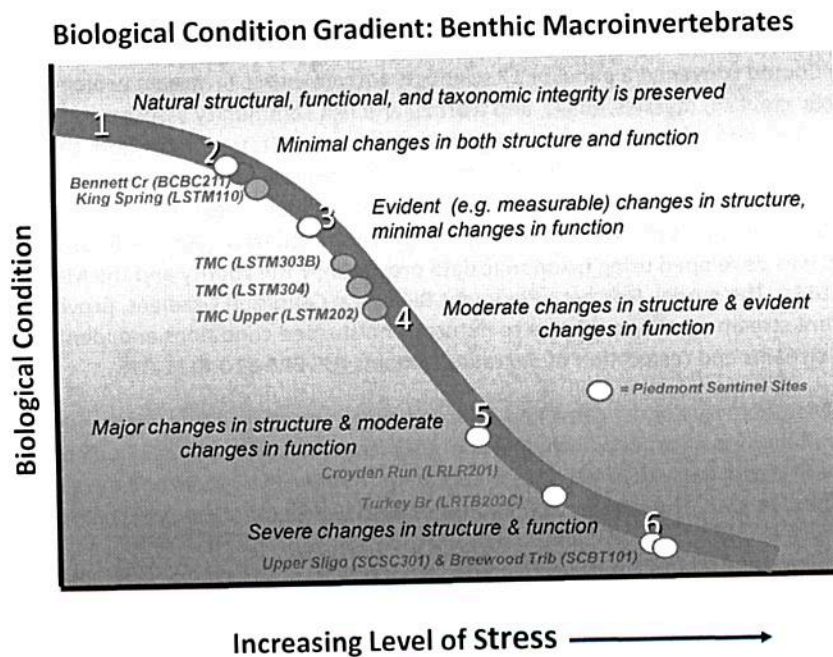 Biological Condition Gradient: Benthic Macroinvertebrates
Natural structural, functional, and taxonomic integrity is preserved
1
2
Minimal changes in both structure and function
Bennett Cr (BCBC211)
King Spring (LSTM110)
3
Evident (e.g. measurable) changes in structure,
minimal changes in function
TMC (LSTM303B)
TMC (LSTM304)
TMC Upper (LSTM202)
4
Moderate changes in structure & evident
changes in function
= Piedmont Sentinel Sites
5
Major changes in structure & moderate
changes in function
Croyden Run (LRLR201)
Turkey Br (LRTB203C)
6
Severe changes in structure & function
Upper Sligo (SCSC301) & Breewood Trib (SCBT101)
Biological Condition
Increasing Level of Stress